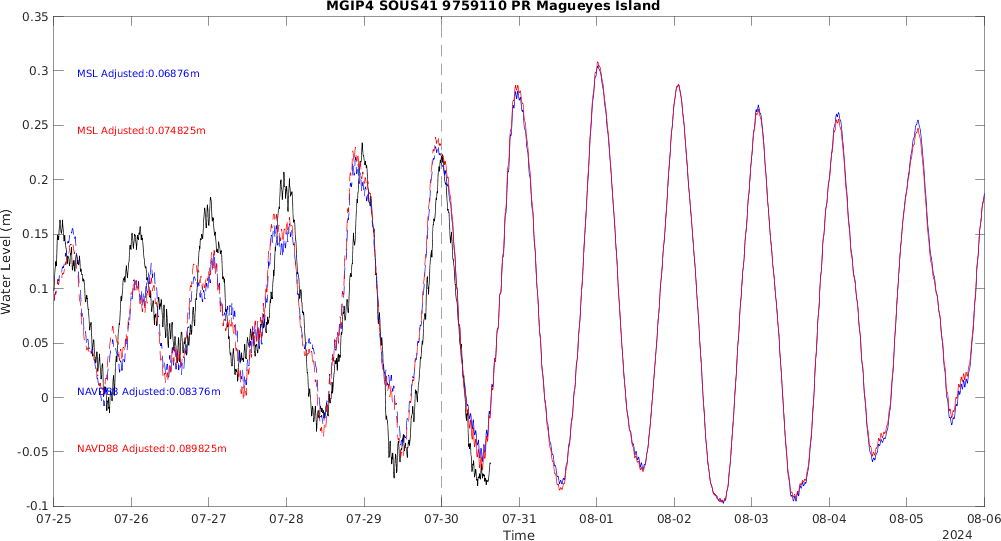 MGIP4 SOUS41 9759110 PR Magueyes Island
Water Level (m)
0.35
0.3
0.25
0.2
0.15
0.1
0.05
0
-0.05
-0.1
MSL Adjusted:0.06876m
MSL Adjusted:0.074825m
NAVD88 Adjusted:0.08376m
NAVD88 Adjusted:0.089825m
07-25 07-26 07-27 07-28 07-29 07-30 07-31 08-01 08-02 08-03 08-04 08-05 08-06
Time
2024